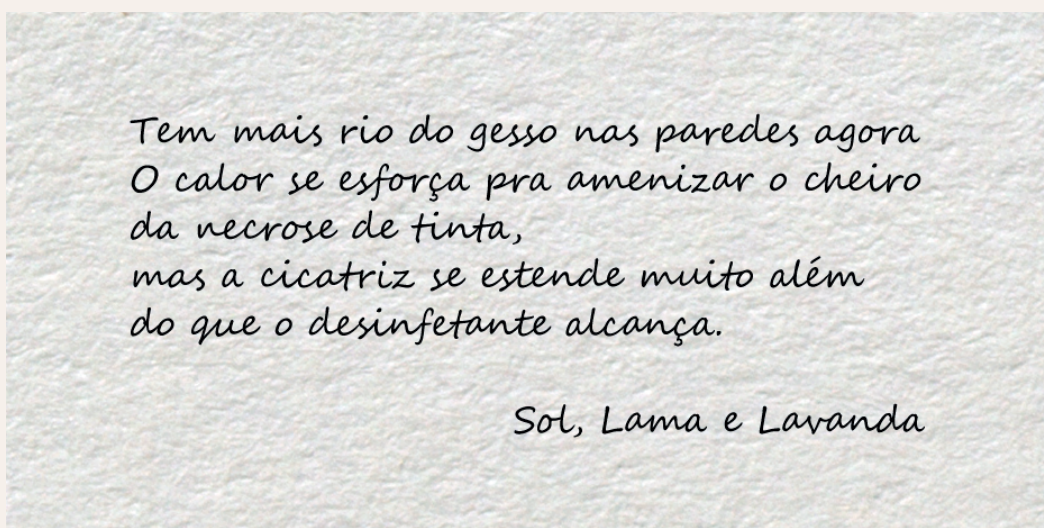 Tem mais rio do gesso nas paredes agora
O calor se esforça pra amenizar o cheiro
da necrose de tinta,
mas a cicatriz se estende muito além
do que o desinfetante alcança.
Sol, Lama e Lavanda